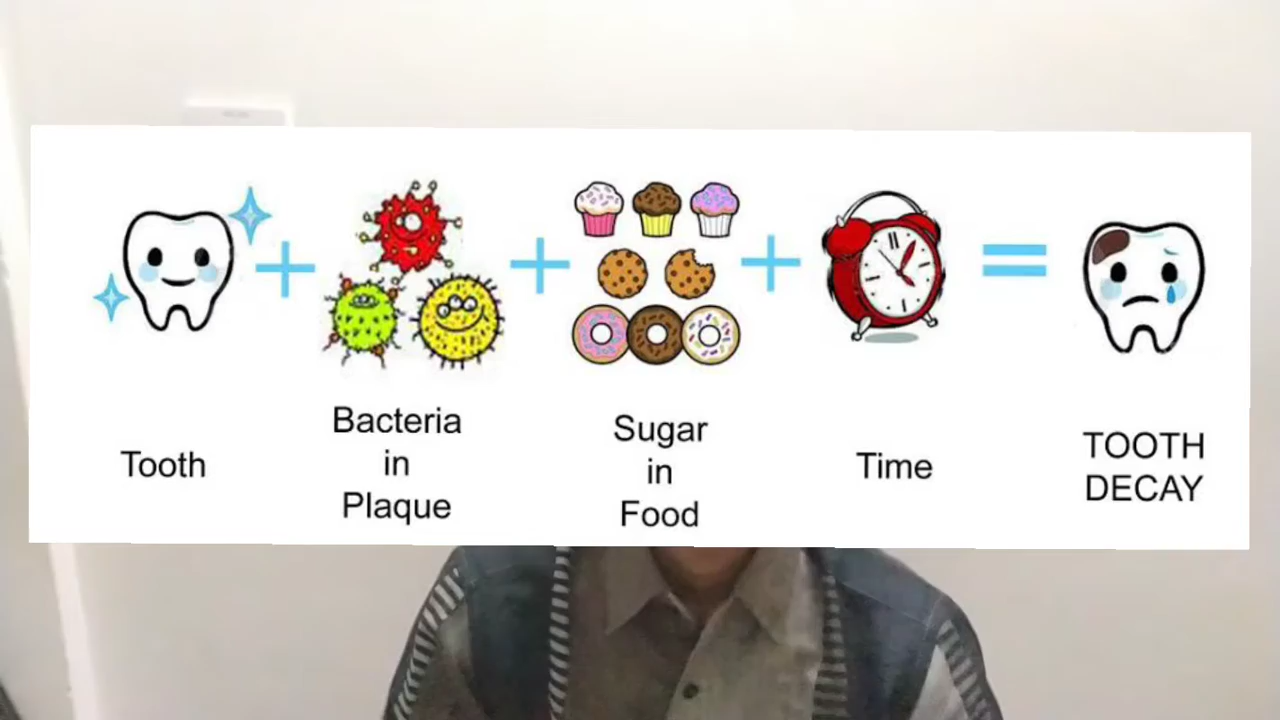 Tooth
Bacteria
in
Plaque
Sugar
in
Food
Time
TOOTH
DECAY